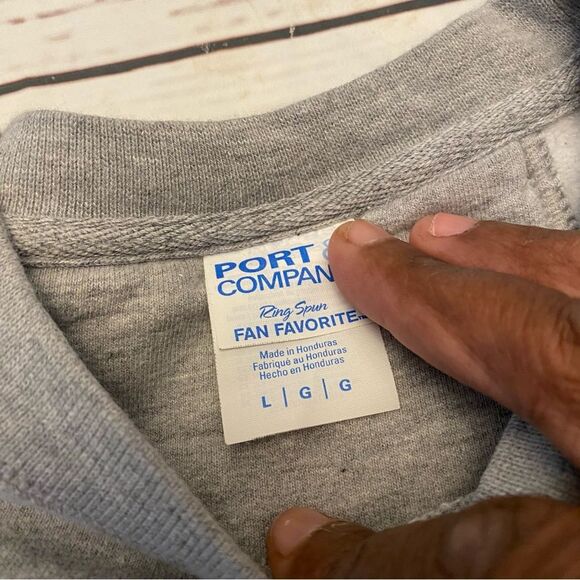 PORT &
COMPAN
Ring Spun
FAN FAVORITE
Made in Honduras
Fabriqué au Honduras
Hecho en Honduras
L | G | G